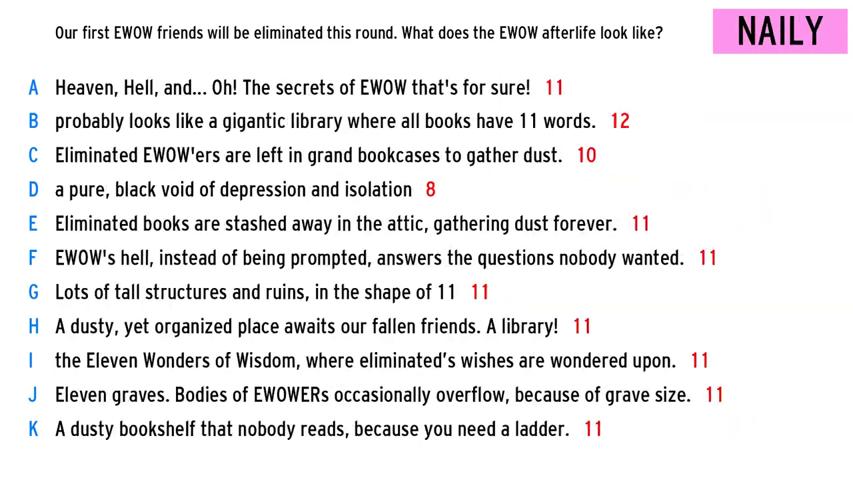 Our first EWOW friends will be eliminated this round. What does the EWOW afterlife look like?
NAILY
A Heaven, Hell, and... Oh! The secrets of EWOW that's for sure! 11
B probably looks like a gigantic library where all books have 11 words. 12
C Eliminated EWOW'ers are left in grand bookcases to gather dust. 10
D a pure, black void of depression and isolation 8
E Eliminated books are stashed away in the attic, gathering dust forever. 11
F EWOW's hell, instead of being prompted, answers the questions nobody wanted. 11
G Lots of tall structures and ruins, in the shape of 11 11
H A dusty, yet organized place awaits our fallen friends. A library! 11
I the Eleven Wonders of Wisdom, where eliminated’s wishes are wondered upon. 11
J Eleven graves. Bodies of EWOWERs occasionally overflow, because of grave size. 11
K A dusty bookshelf that nobody reads, because you need a ladder. 11